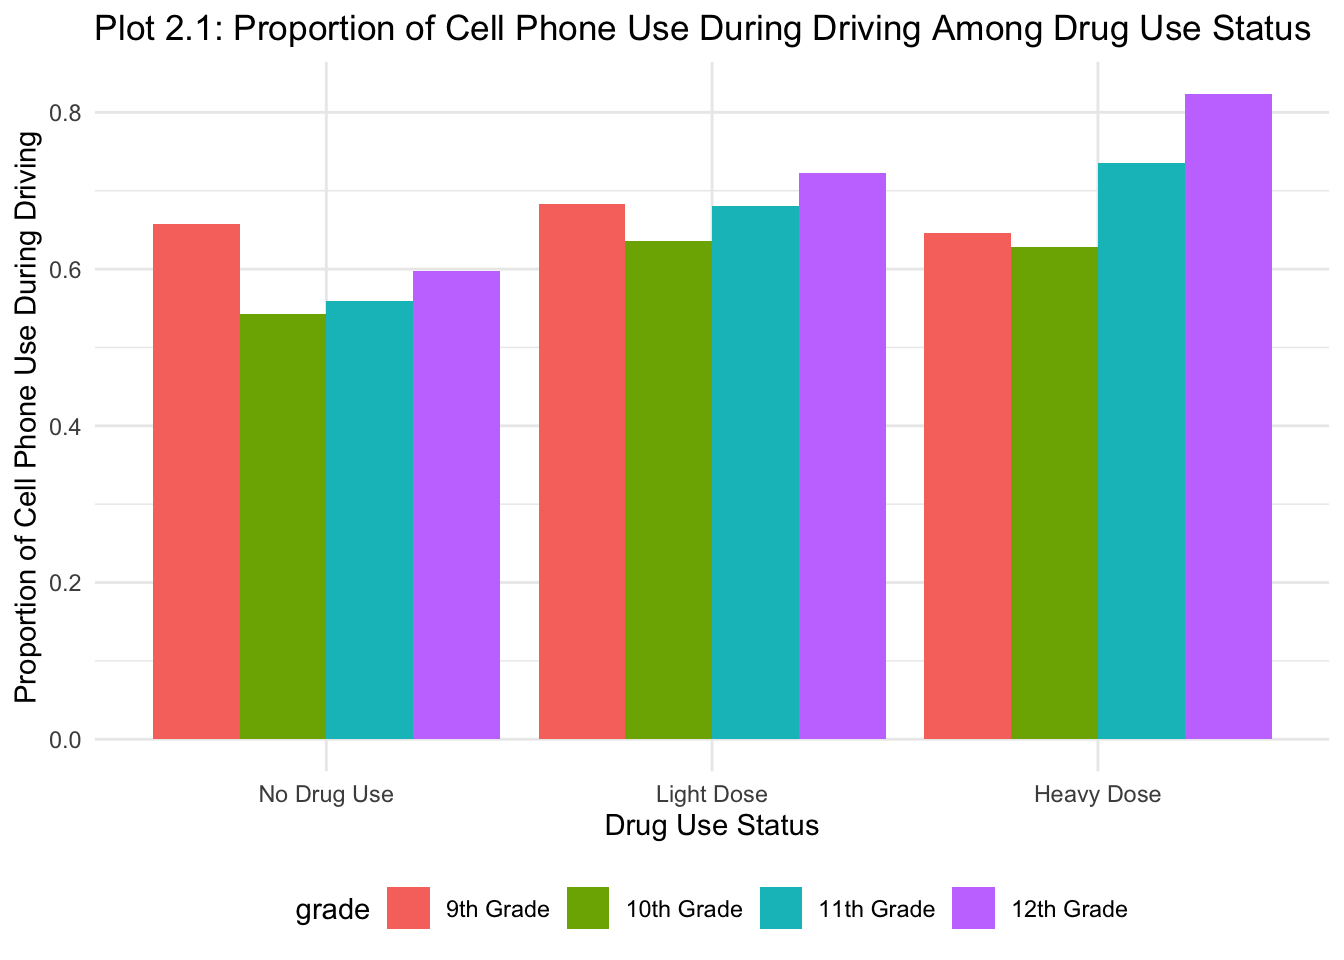 Plot 2.1: Proportion of Cell Phone Use During Driving Among Drug Use Status
Proportion of Cell Phone Use During Driving
0.8
0.6
0.4
0.2
0.0
No Drug Use Light Dose Heavy Dose
Drug Use Status
grade 9th Grade 10th Grade 11th Grade 12th Grade